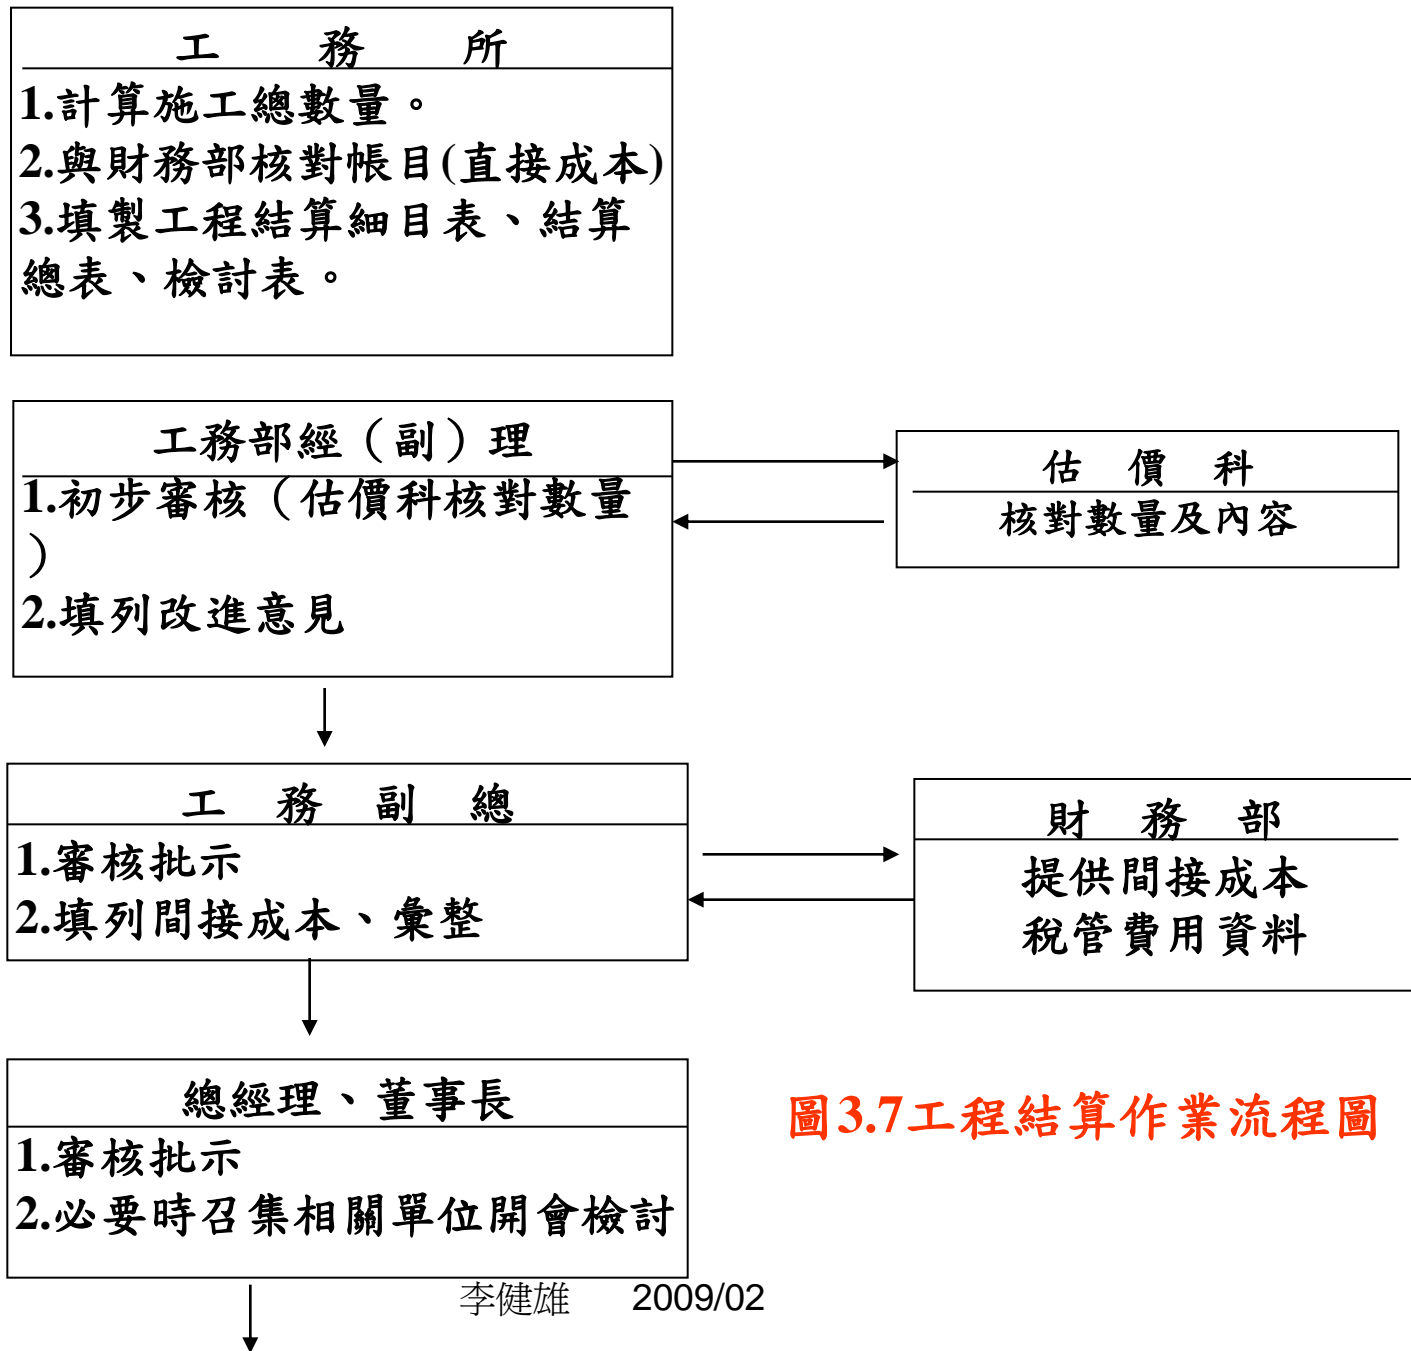 工 務 所
1.計算施工總數量。
2.與財務部核對帳目(直接成本)
3.填製工程結算細目表、結算
總表、檢討表。
工務部經（副）理
1.初步審核（估價科核對數量
）
2.填列改進意見
估 價 科
核對數量及內容
工 務 副 總
1.審核批示
2.填列間接成本、彙整
財 務 部
提供間接成本
稅管費用資料
總經理、董事長
1.審核批示
2.必要時召集相關單位開會檢討
圖3.7工程結算作業流程圖
李健雄 2009/02